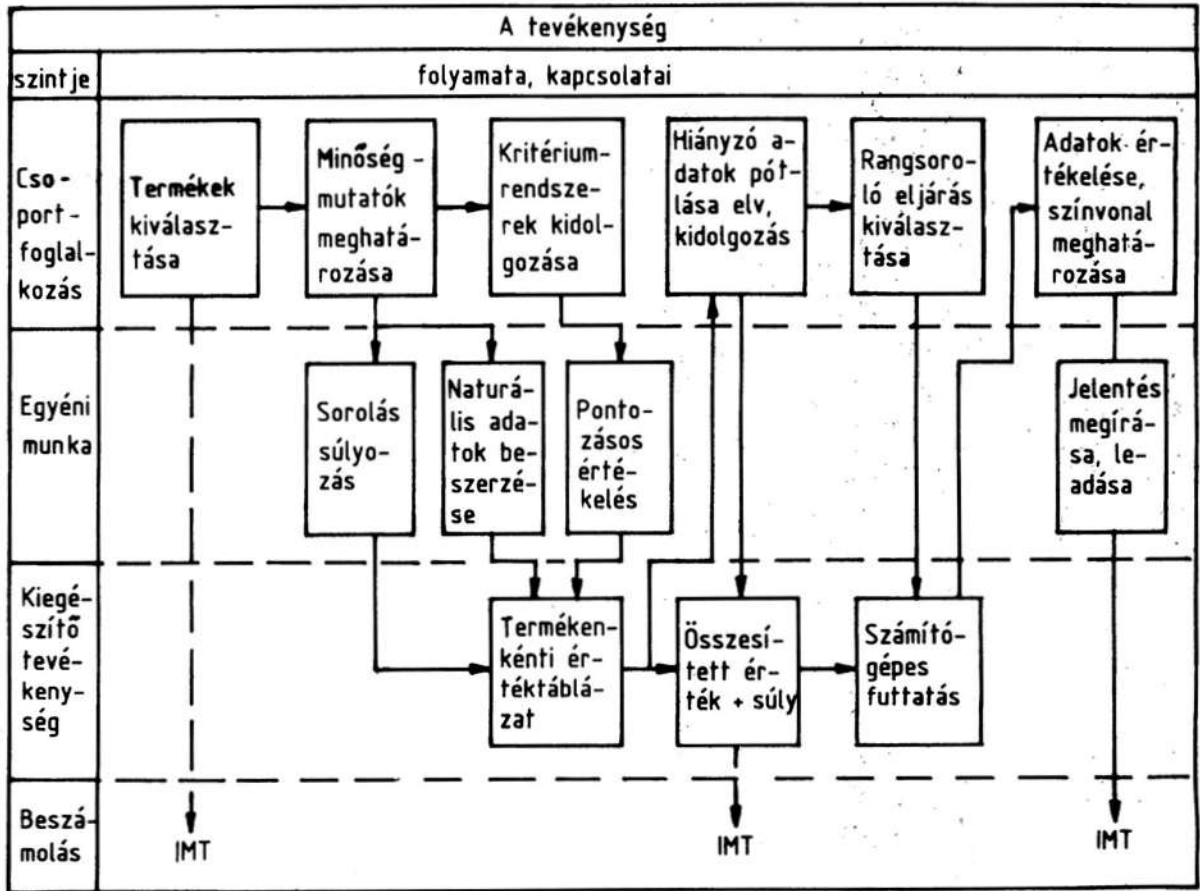 A tevékenység
szintje
folyamata, kapcsolatai
Cso-
port-
foglal-
kozás
Termékek
kiválasz-
tása
Minőség-
mutatók
meghatá-
rozása
Kritérium-
rendszere-
rek kidol-
gozása
Hiányzó a-
datok pót-
lása elv,
kidolgozás
Rangsoro-
ló eljárás
kiválasz-
tása
Adatok ér-
tékelése,
színvonal
meghatá-
rozása
Egyéni
munka
Sorolás
súlyo-
zás
Naturá-
lis ada-
tok be-
szerzé-
se
Ponto-
zásos
érté-
kelés
Jelentés
megírá-
sa, le-
adása
Kiegé-
szítő
tevé-
keny-
ség
Terméken-
kénti ér-
téktáblá-
zat
Összesí-
tett ér-
ték + súly
Számító-
gépes
futtatás
Beszá-
molás
IMT
IMT
IMT